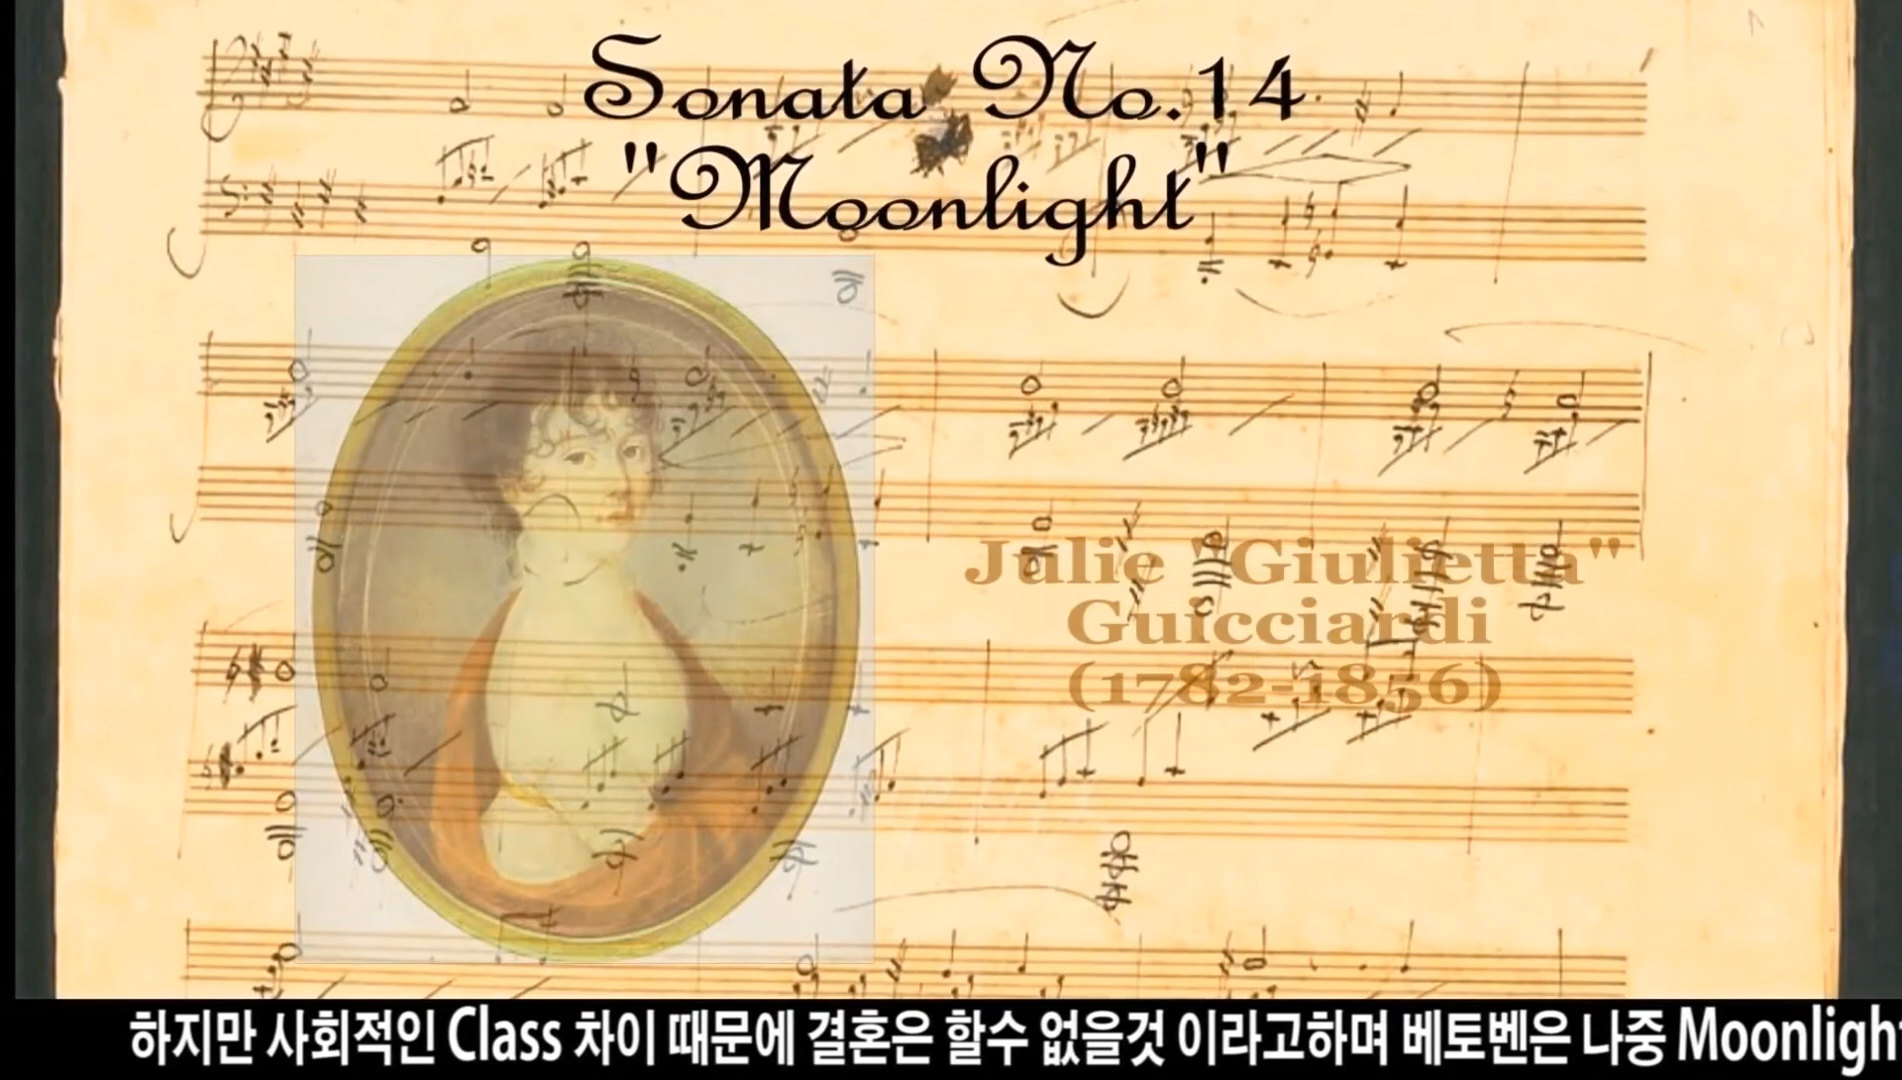 Sonata No.14
"Moonlight"
Julie "Giulietta"
Guicciardi
(1782-1856)
하지만 사회적인 Class 차이 때문에 결혼은 할수 없을것 이라고하며 베토벤은 나중 Moonligh